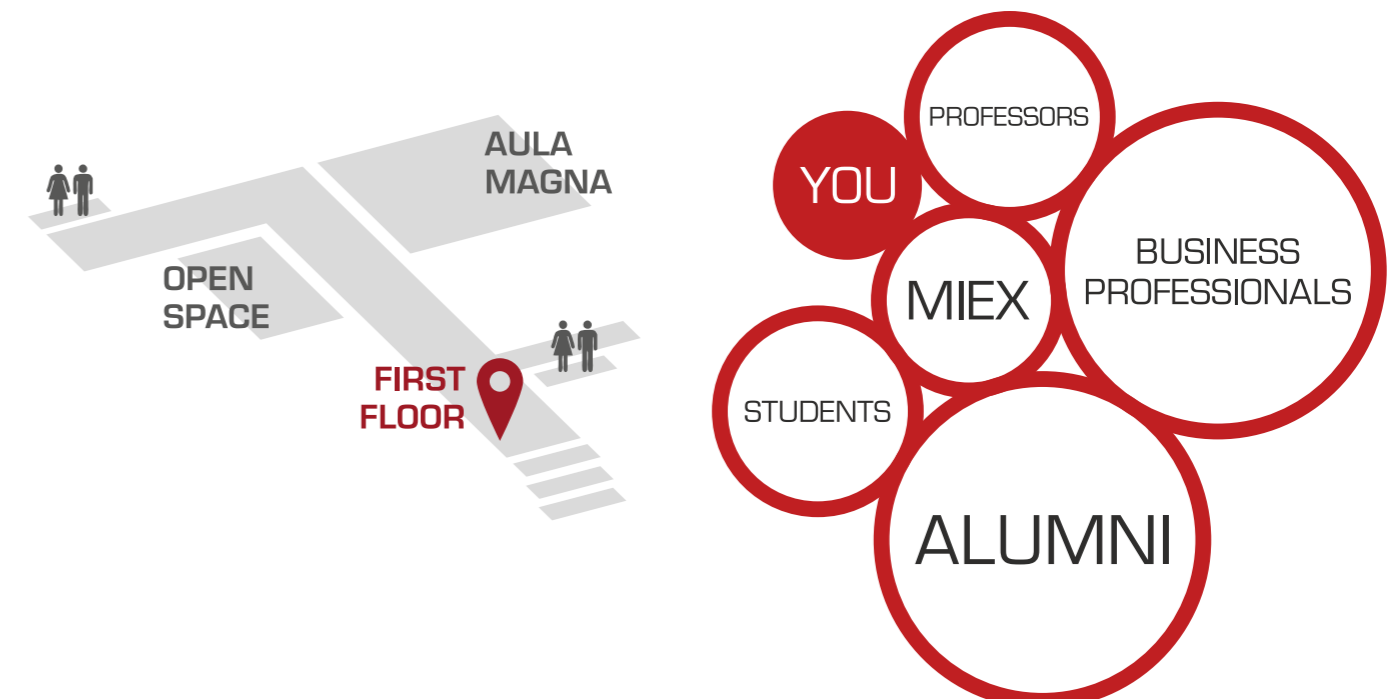 AULA
MAGNA
OPEN
SPACE
FIRST
FLOOR
PROFESSORS
YOU
BUSINESS
PROFESSIONALS
MIEX
STUDENTS
ALUMNI